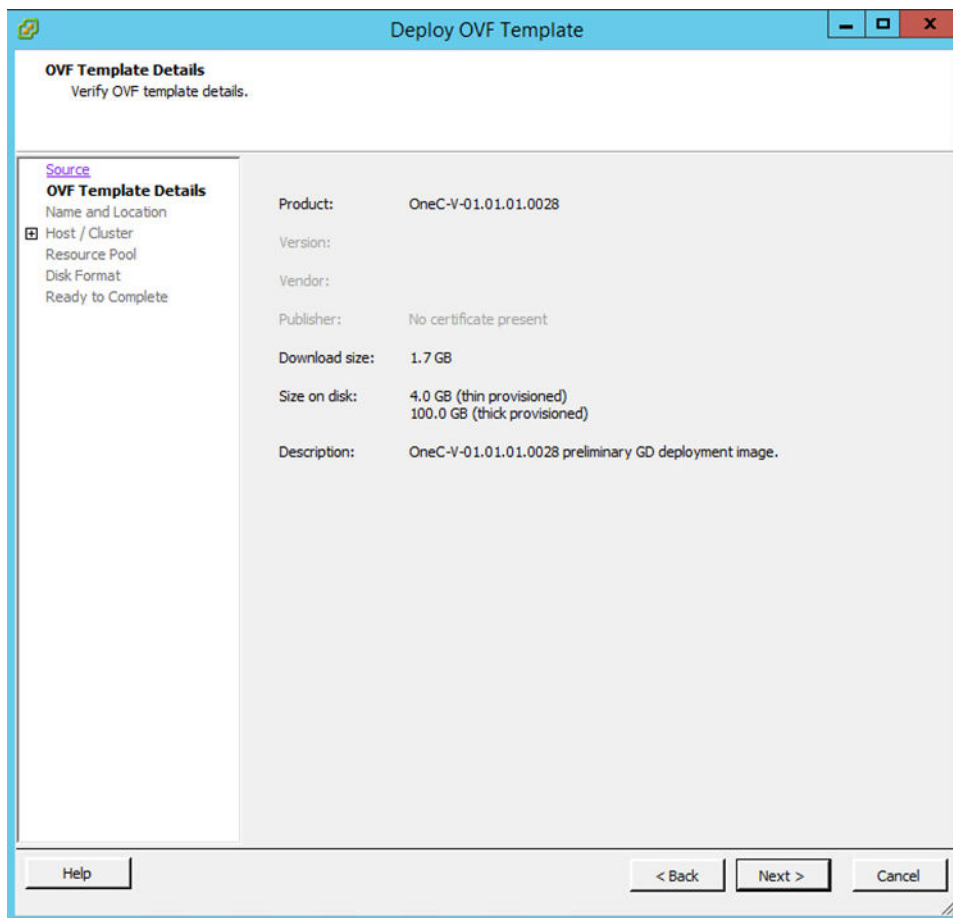 Deploy OVF Template
OVF Template Details
Verify OVF template details.
Source
OVF Template Details
Name and Location
Host / Cluster
Resource Pool
Disk Format
Ready to Complete
Product: OneC-V-01.01.01.0028
Version:
Vendor:
Publisher: No certificate present
Download size: 1.7 GB
Size on disk: 4.0 GB (thin provisioned)
100.0 GB (thick provisioned)
Description: OneC-V-01.01.01.0028 preliminary GD deployment image.
Help < Back Next > Cancel